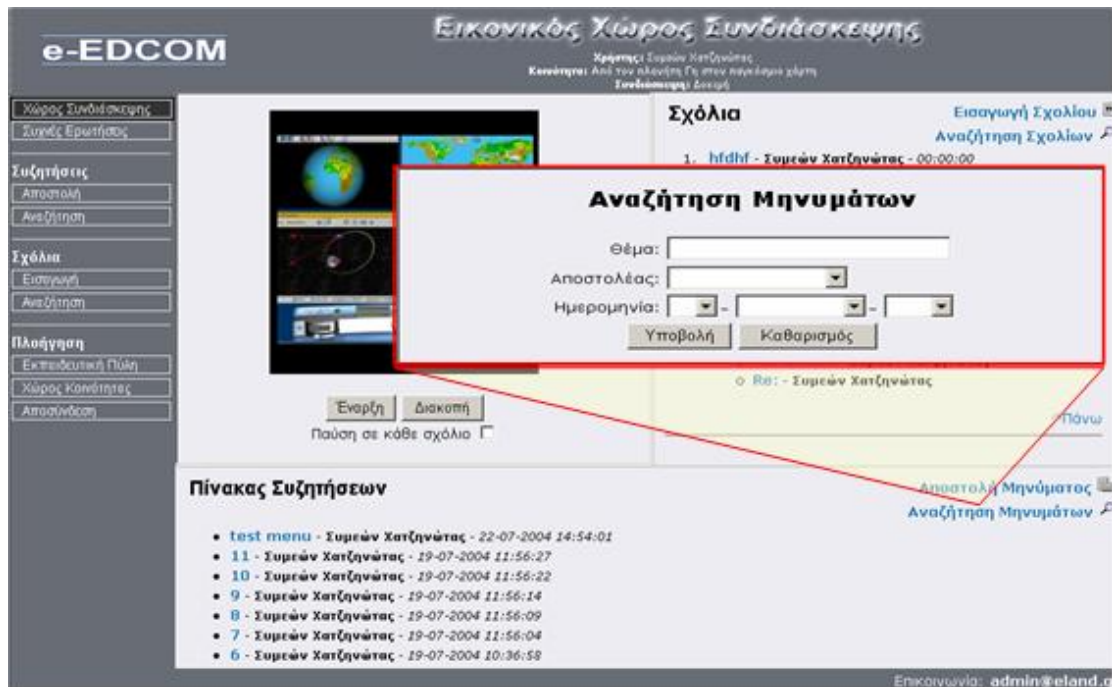 e-EDCOM
Εικονικός Χώρος Συνδιάσκεψης
Χρήστης: Συμεών Χατζηνώτας
Κοινότητα: Από τον πλανήτη Γη στον παγκόσμιο χάρτη
Συνδιάσκεψη: Δοκιμή
Χώρος Συνδιάσκεψης
Συχνές Ερωτήσεις
Συζητήσεις
Αποστολή
Αναζήτηση
Σχόλια
Εισαγωγή
Αναζήτηση
Πλοήγηση
Εκπαιδευτική Πύλη
Χώρος Κοινότητας
Αποσύνδεση
Έναρξη Διακοπή
Παύση σε κάθε σχόλιο
Σχόλια
Εισαγωγή Σχολίου
Αναζήτηση Σχολίων
1. hfdhf - Συμεών Χατζηνώτας - 00:00:00
Αναζήτηση Μηνυμάτων
Θέμα:
Αποστολέας:
Ημερομηνία: - -
Υποβολή Καθαρισμός
Re: - Συμεών Χατζηνώτας
Πάνω
Πίνακας Συζητήσεων
Αποστολή Μηνύματος
Αναζήτηση Μηνυμάτων
test menu - Συμεών Χατζηνώτας - 22-07-2004 14:54:01
11 - Συμεών Χατζηνώτας - 19-07-2004 11:56:27
10 - Συμεών Χατζηνώτας - 19-07-2004 11:56:22
9 - Συμεών Χατζηνώτας - 19-07-2004 11:56:14
8 - Συμεών Χατζηνώτας - 19-07-2004 11:56:09
7 - Συμεών Χατζηνώτας - 19-07-2004 11:56:04
6 - Συμεών Χατζηνώτας - 19-07-2004 10:36:58
Επικοινωνία: admin@eland.g